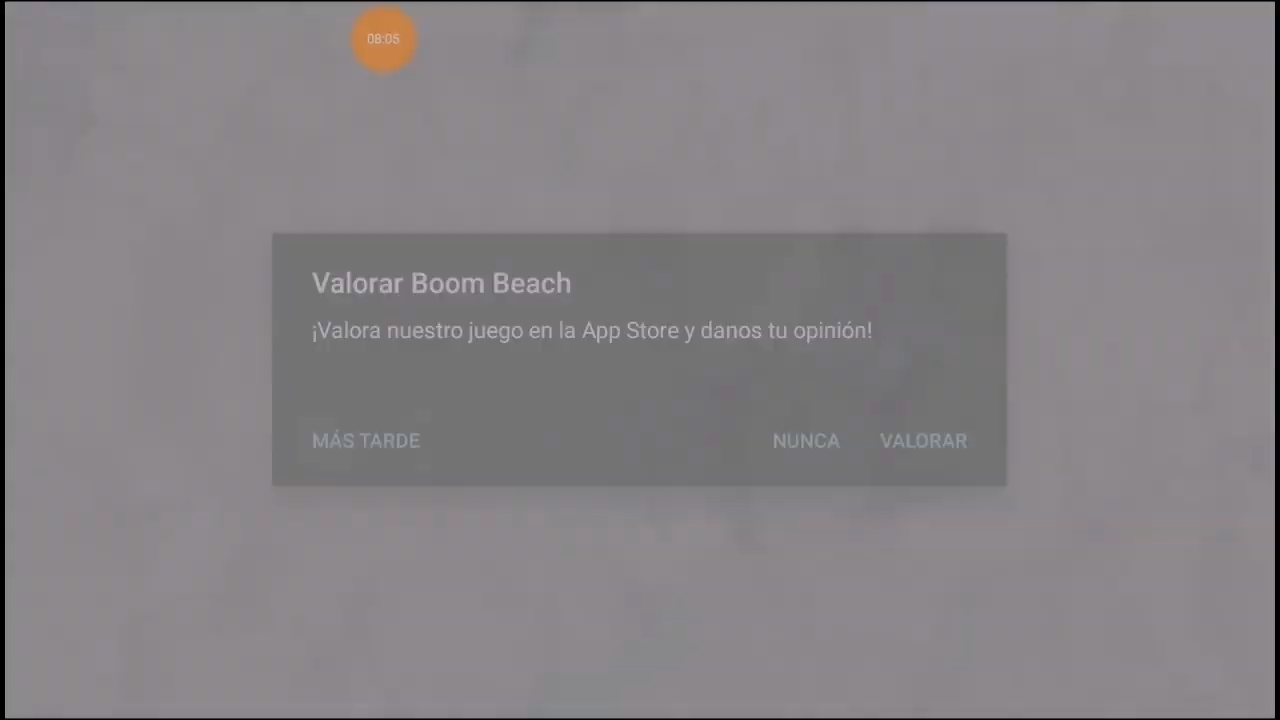 08:05
Valorar Boom Beach
¡Valora nuestro juego en la App Store y danos tu opinión!
MÁS TARDE NUNCA VALORAR